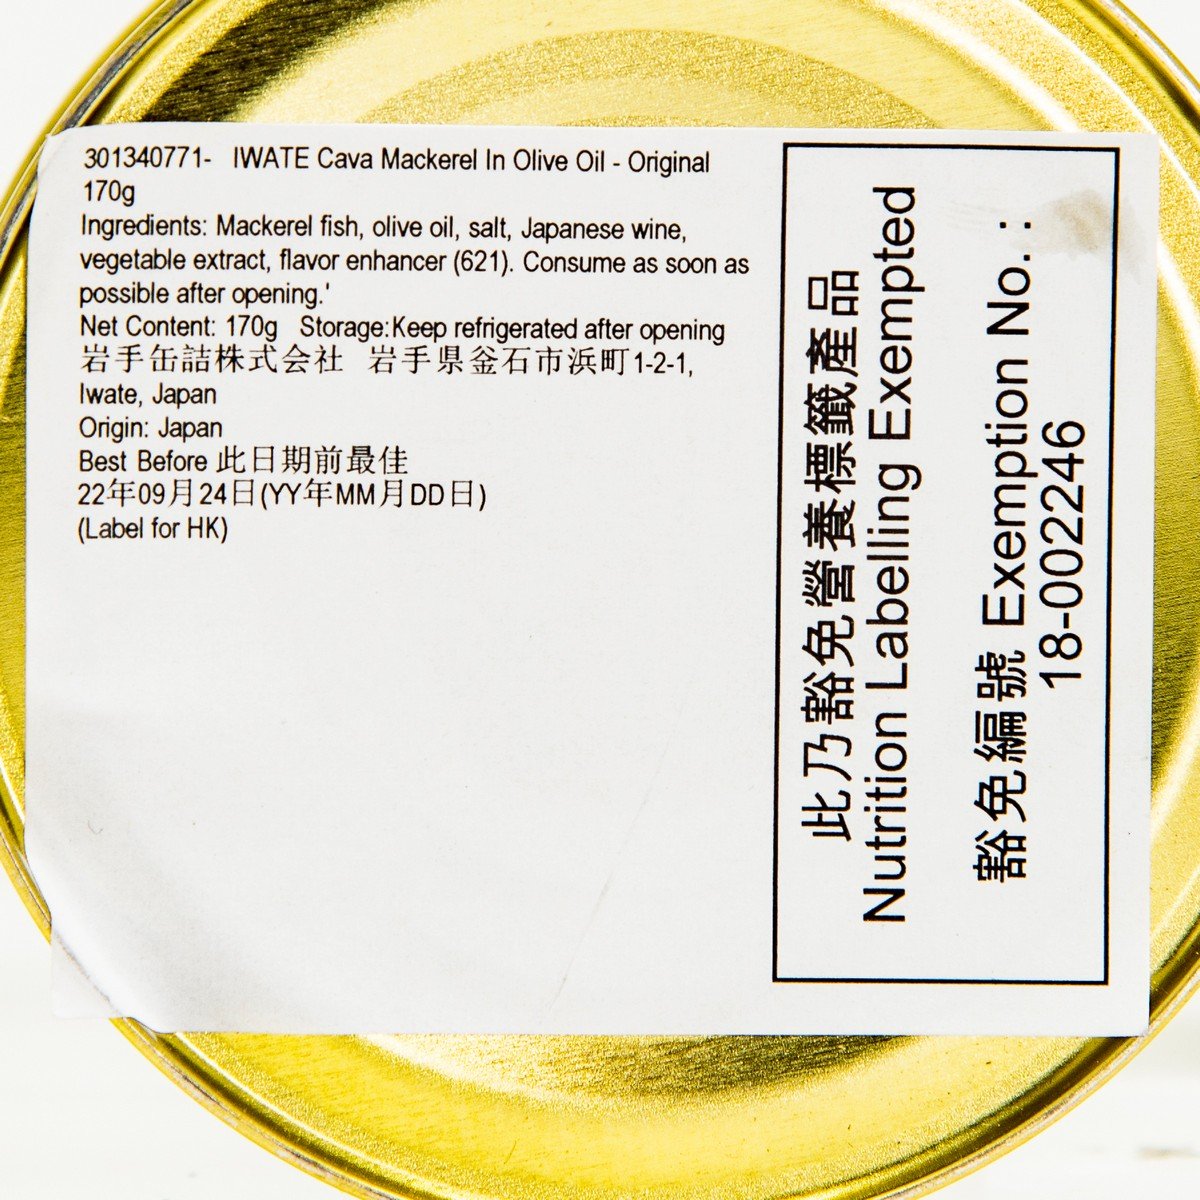 301340771- IWATE Cava Mackerel In Olive Oil - Original
170g
Ingredients: Mackerel fish, olive oil, salt, Japanese wine,
vegetable extract, flavor enhancer (621). Consume as soon as
possible after opening.'
Net Content: 170g Storage:Keep refrigerated after opening
岩手缶詰株式会社 岩手県釜石市浜町1-2-1,
Iwate, Japan
Origin: Japan
Best Before 此日期前最佳
22年09月24日(YY年MM月DD日)
(Label for HK)
此乃豁免營養標籤產品
Nutrition Labelling Exempted
豁免編號 Exemption No. :
18-002246